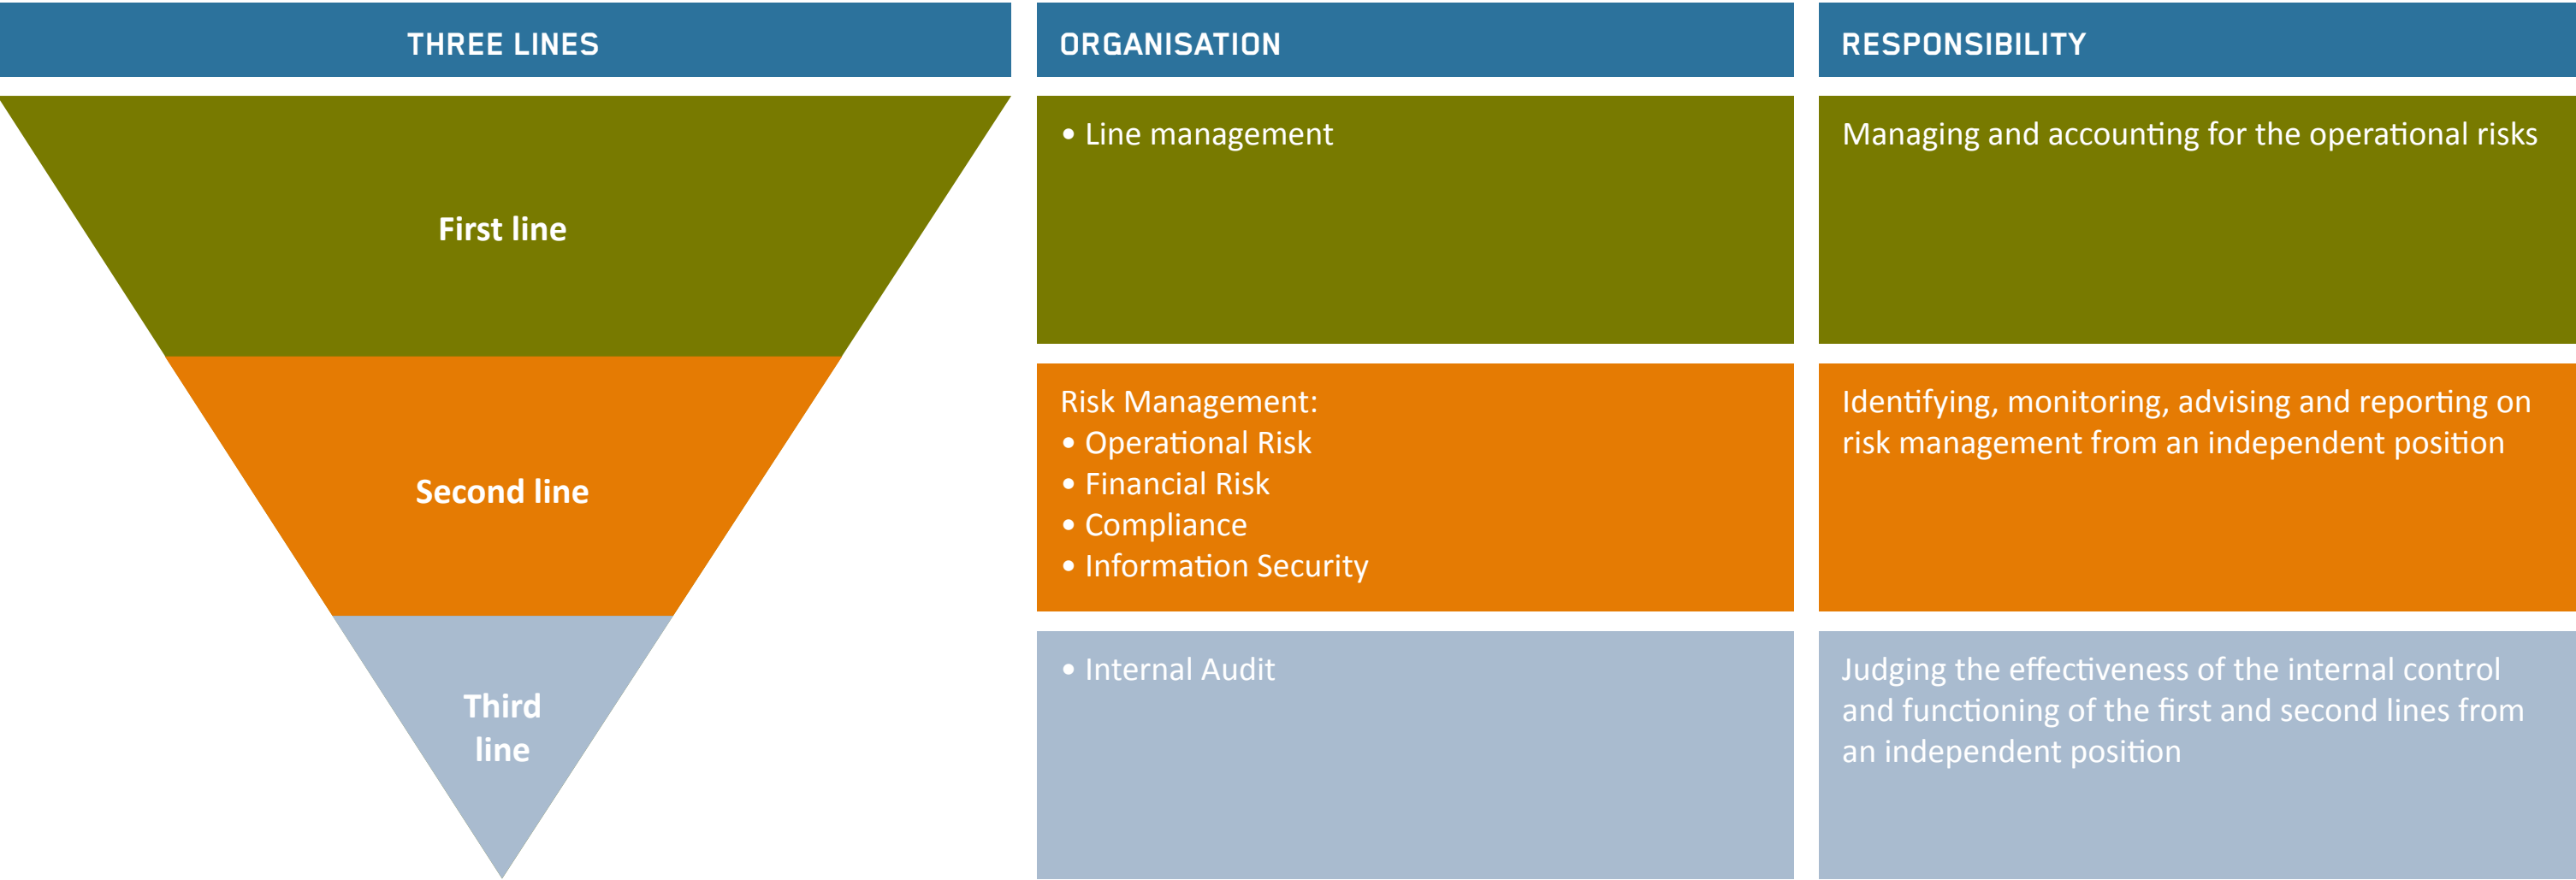 THREE LINES
ORGANISATION
RESPONSIBILITY
First line
• Line management
Managing and accounting for the operational risks
Second line
Risk Management:
• Operational Risk
• Financial Risk
• Compliance
• Information Security
Identifying, monitoring, advising and reporting on
risk management from an independent position
Third
line
• Internal Audit
Judging the effectiveness of the internal control
and functioning of the first and second lines from
an independent position